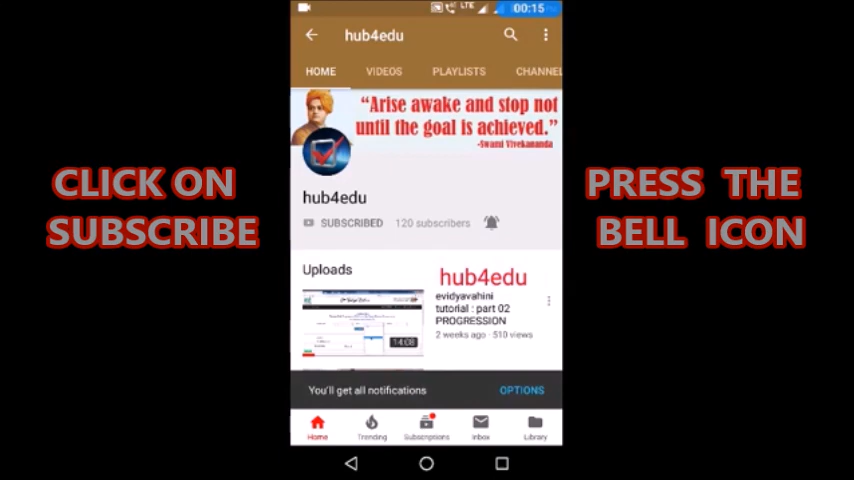 LTE
00:15
hub4edu
HOME
VIDEOS
PLAYLISTS
CHANNEL
“Arise awake and stop not
until the goal is achieved.”
-Swami Vivekananda
hub4edu
SUBSCRIBED
120 subscribers
CLICK ON
SUBSCRIBE
PRESS THE
BELL ICON
Uploads
hub4edu
evidyavahini
tutorial : part 02
PROGRESSION
2 weeks ago · 510 views
14:08
You'll get all notifications
OPTIONS
Home
Trending
Subscriptions
Inbox
Library